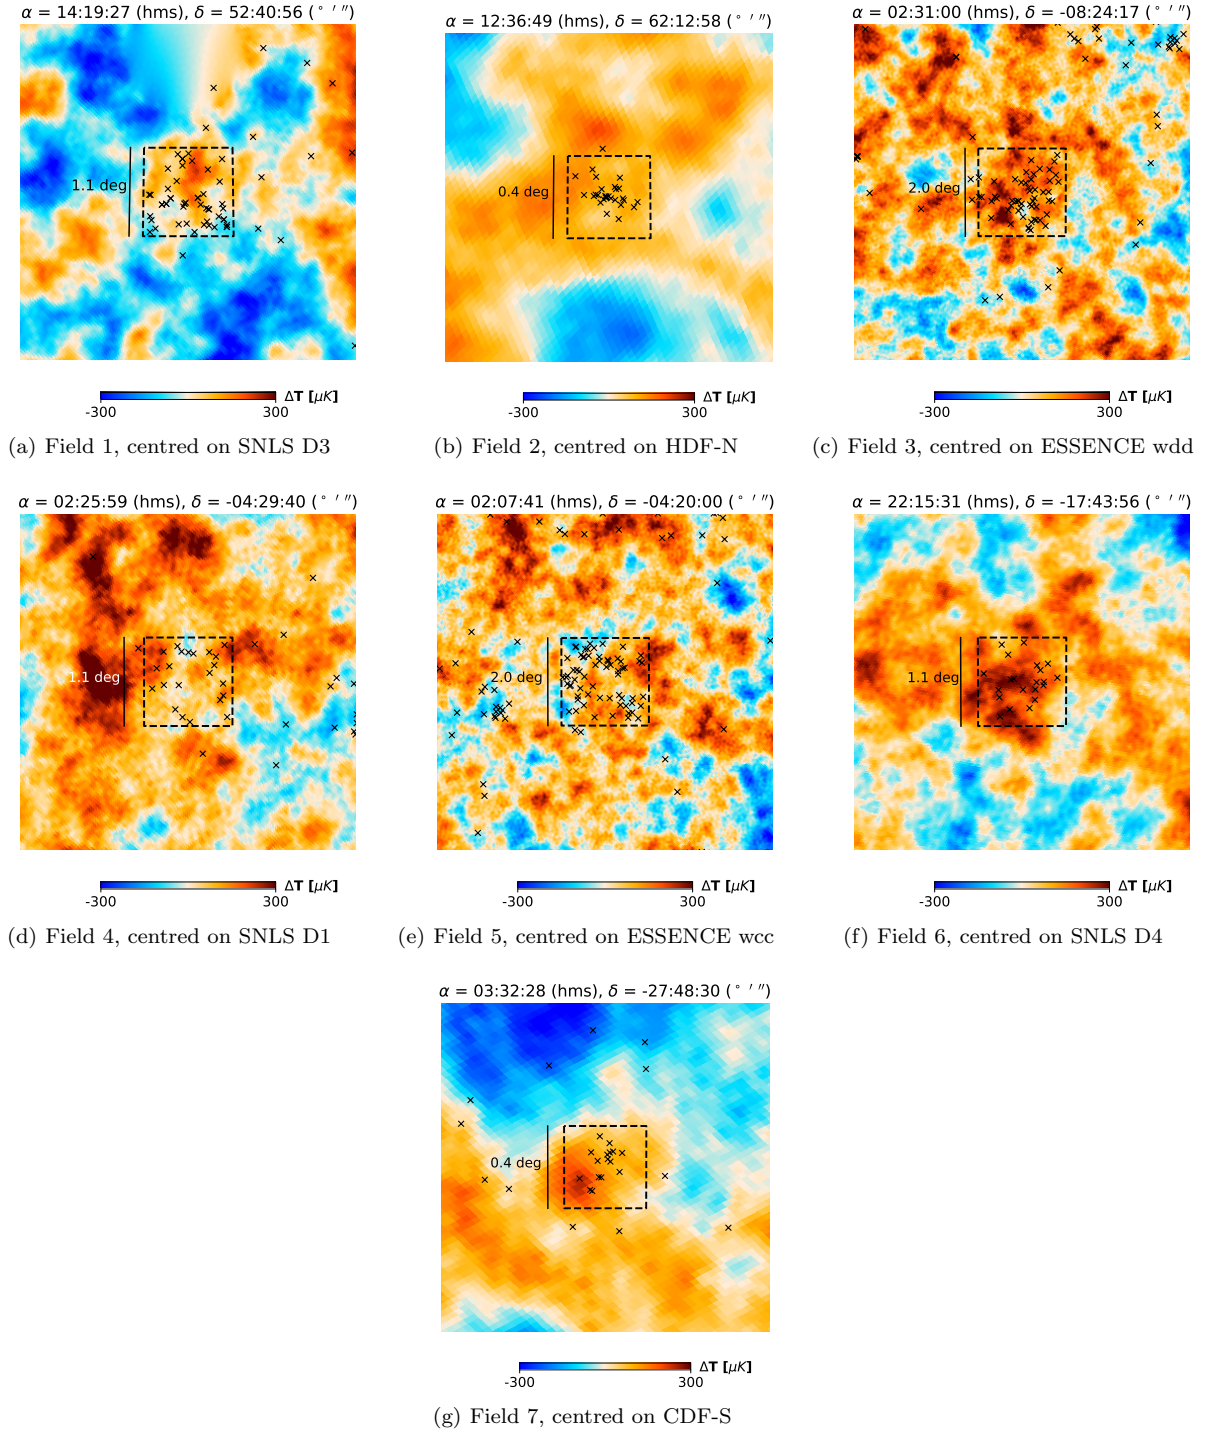 α = 14:19:27 (hms), δ = 52:40:56 (° ′ ″)
1.1 deg
ΔT [μK]
-300 300
(a) Field 1, centred on SNLS D3
α = 12:36:49 (hms), δ = 62:12:58 (° ′ ″)
0.4 deg
ΔT [μK]
-300 300
(b) Field 2, centred on HDF-N
α = 02:31:00 (hms), δ = -08:24:17 (° ′ ″)
2.0 deg
ΔT [μK]
-300 300
(c) Field 3, centred on ESSENCE wdd
α = 02:25:59 (hms), δ = -04:29:40 (° ′ ″)
1.1 deg
ΔT [μK]
-300 300
(d) Field 4, centred on SNLS D1
α = 02:07:41 (hms), δ = -04:20:00 (° ′ ″)
2.0 deg
ΔT [μK]
-300 300
(e) Field 5, centred on ESSENCE wcc
α = 22:15:31 (hms), δ = -17:43:56 (° ′ ″)
1.1 deg
ΔT [μK]
-300 300
(f) Field 6, centred on SNLS D4
α = 03:32:28 (hms), δ = -27:48:30 (° ′ ″)
0.4 deg
ΔT [μK]
-300 300
(g) Field 7, centred on CDF-S